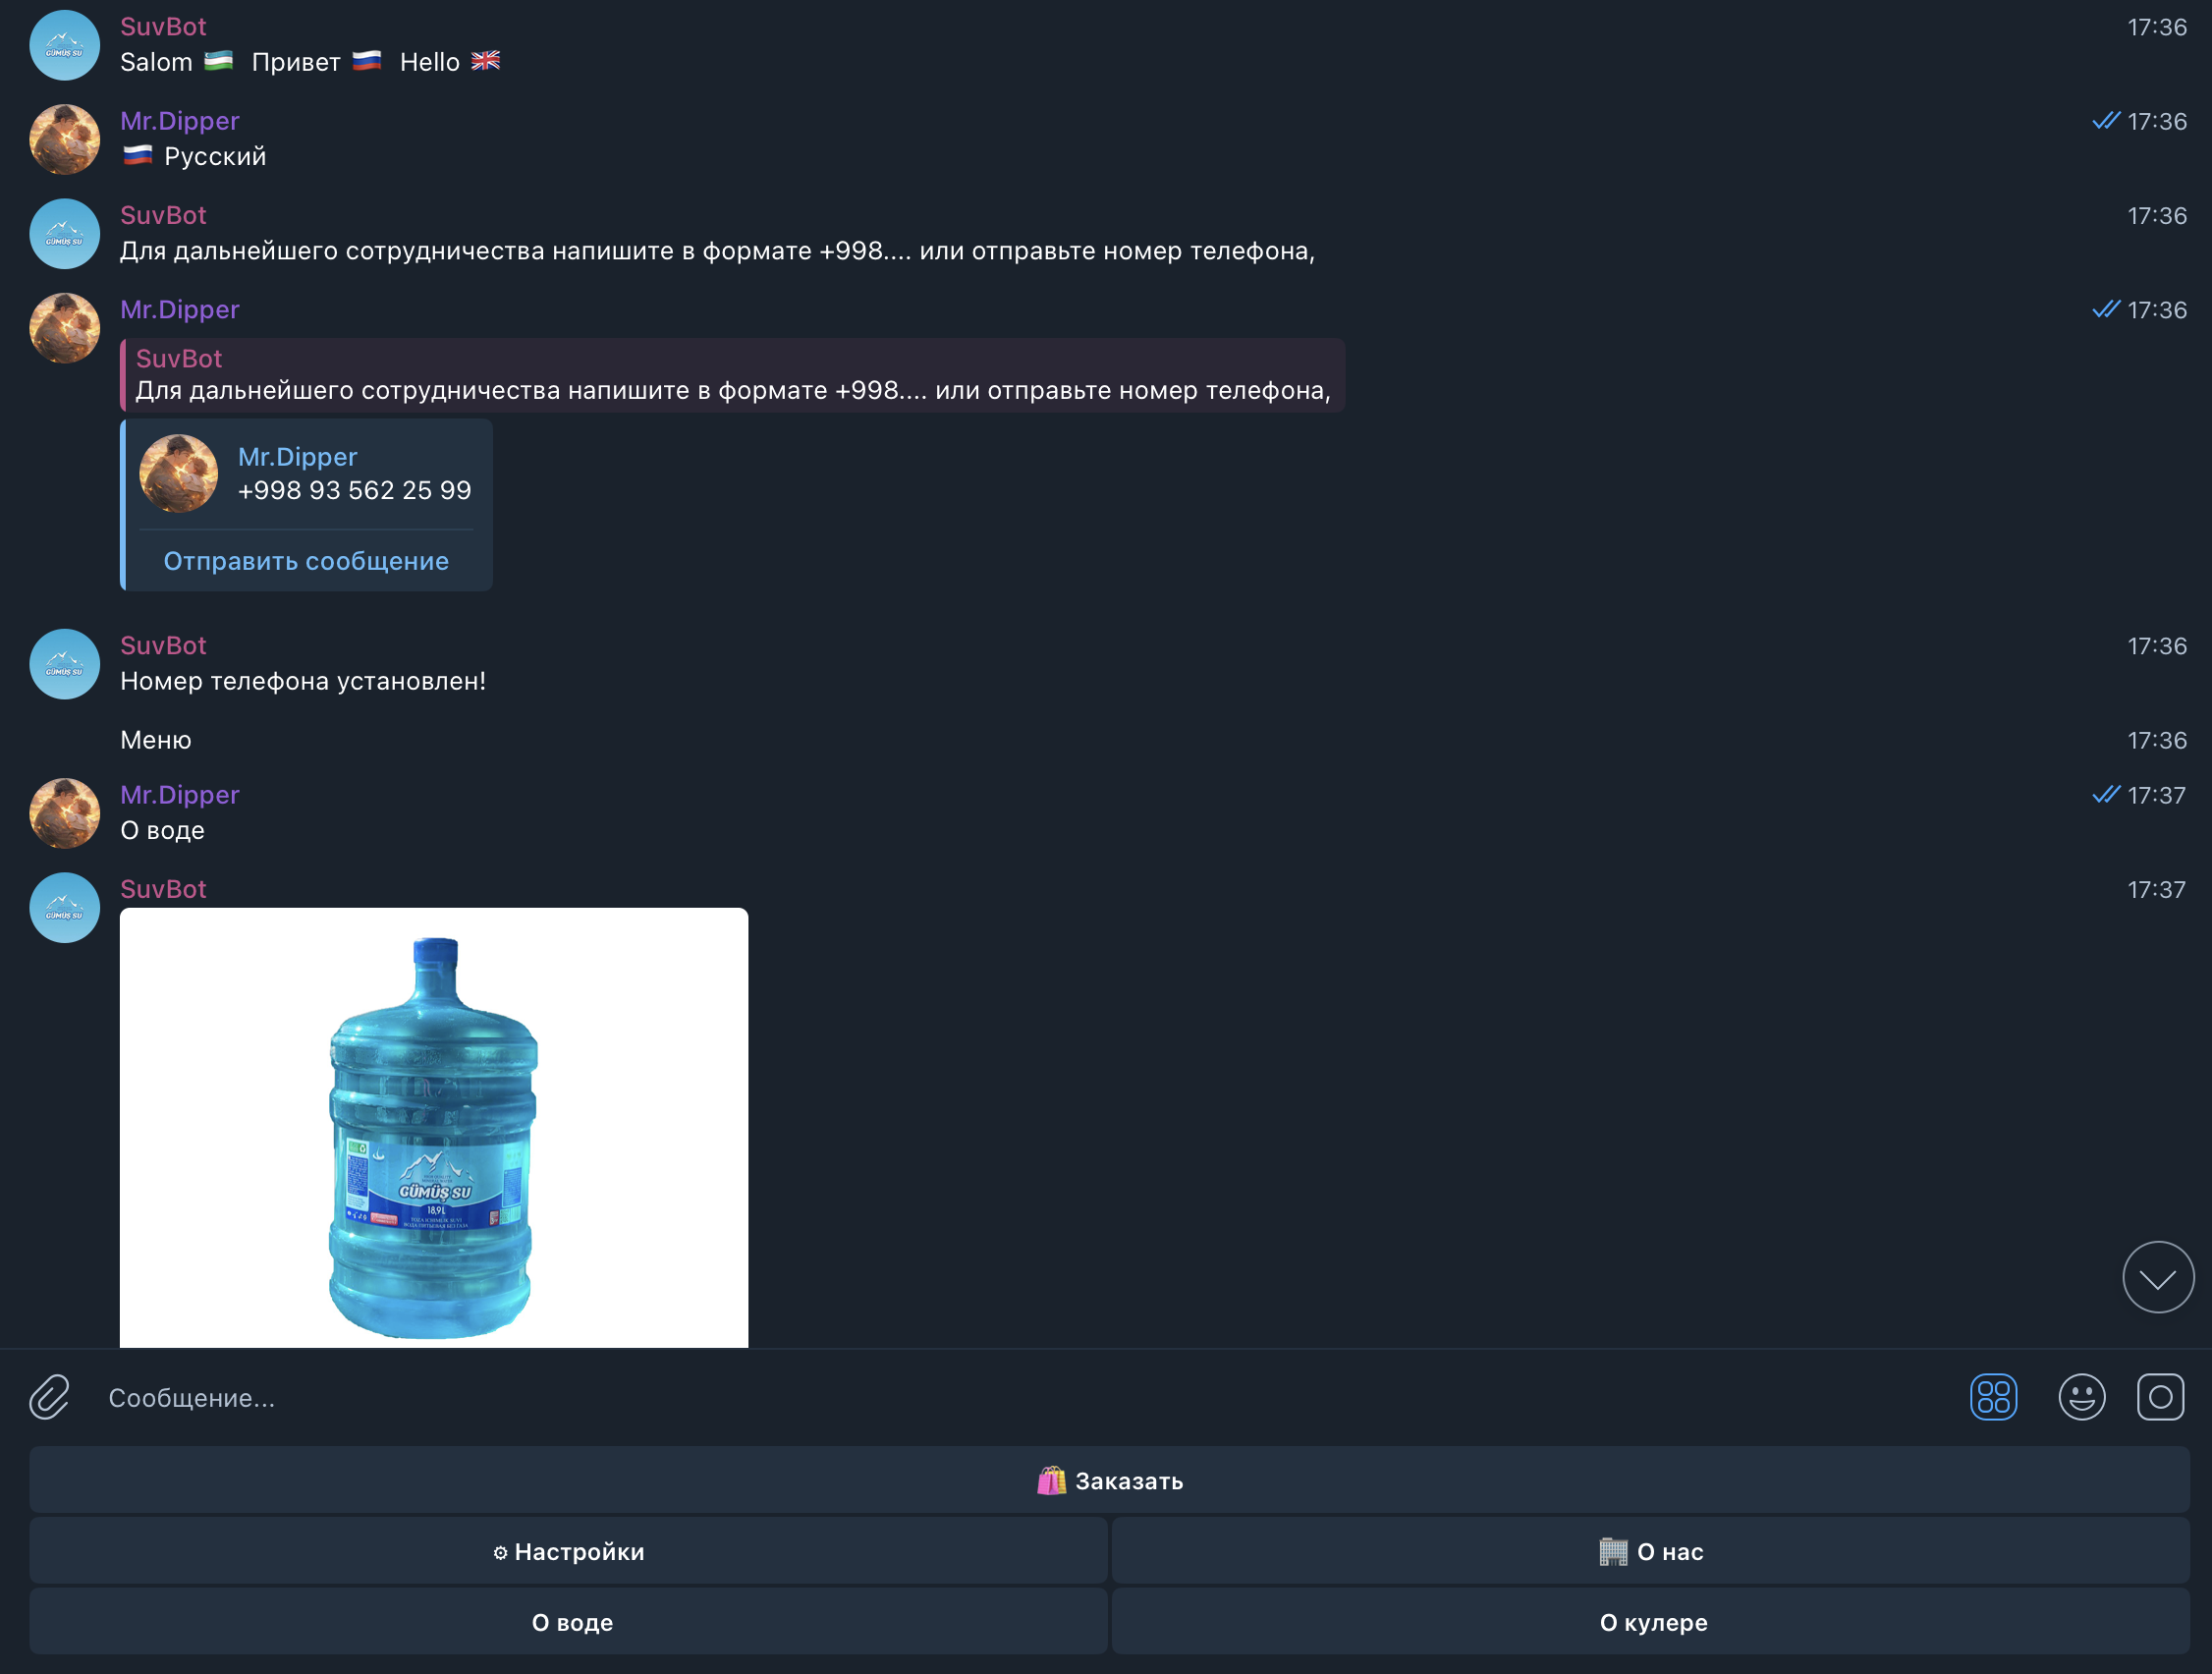 SuvBot 17:36
Salom 🇺🇿 Привет 🇷🇺 Hello 🇬🇧
Mr.Dipper 17:36
🇷🇺 Русский
SuvBot 17:36
Для дальнейшего сотрудничества напишите в формате +998.... или отправьте номер телефона,
Mr.Dipper 17:36
SuvBot
Для дальнейшего сотрудничества напишите в формате +998.... или отправьте номер телефона,
Mr.Dipper
+998 93 562 25 99
Отправить сообщение
SuvBot 17:36
Номер телефона установлен!
Меню 17:36
Mr.Dipper 17:37
О воде
SuvBot 17:37
GÜMÜŞ SU
18,9L
Сообщение...
🛍 Заказать
⚙ Настройки
🏢 О нас
О воде
О кулере